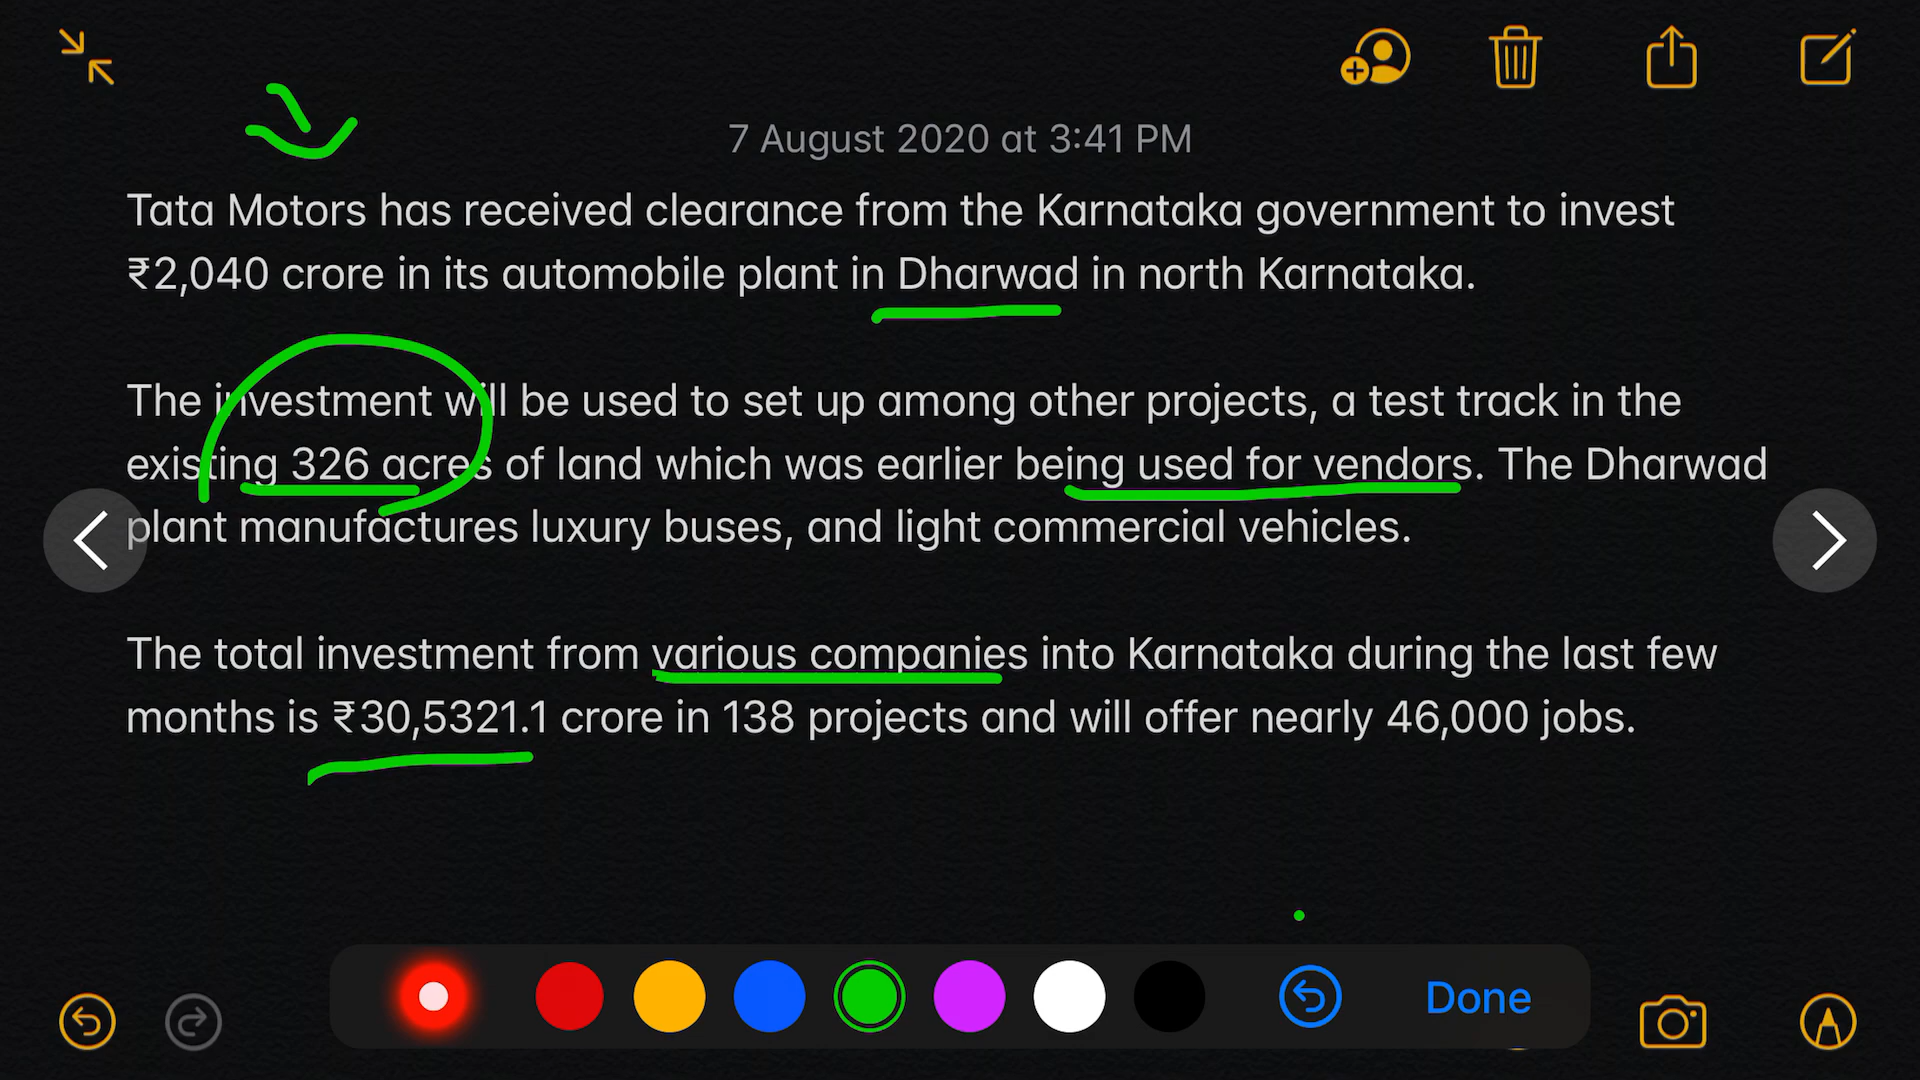 7 August 2020 at 3:41 PM
Tata Motors has received clearance from the Karnataka government to invest
₹2,040 crore in its automobile plant in Dharwad in north Karnataka.
The investment will be used to set up among other projects, a test track in the
existing 326 acres of land which was earlier being used for vendors. The Dharwad
plant manufactures luxury buses, and light commercial vehicles.
The total investment from various companies into Karnataka during the last few
months is ₹30,5321.1 crore in 138 projects and will offer nearly 46,000 jobs.
Done